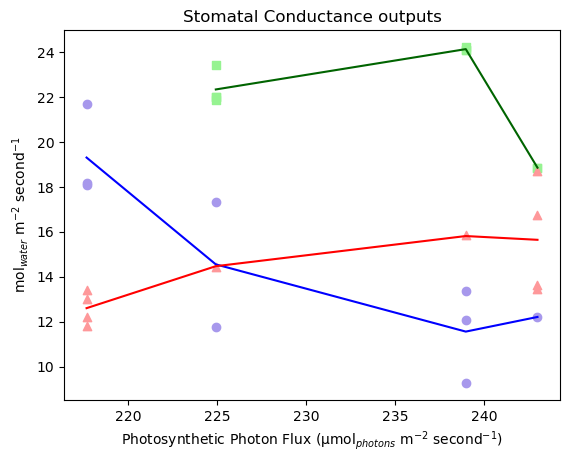 Stomatal Conductance outputs
24
22
20
18
16
14
12
10
mol_water m⁻² second⁻¹
220 225 230 235 240
Photosynthetic Photon Flux (μmol_photons m⁻² second⁻¹)